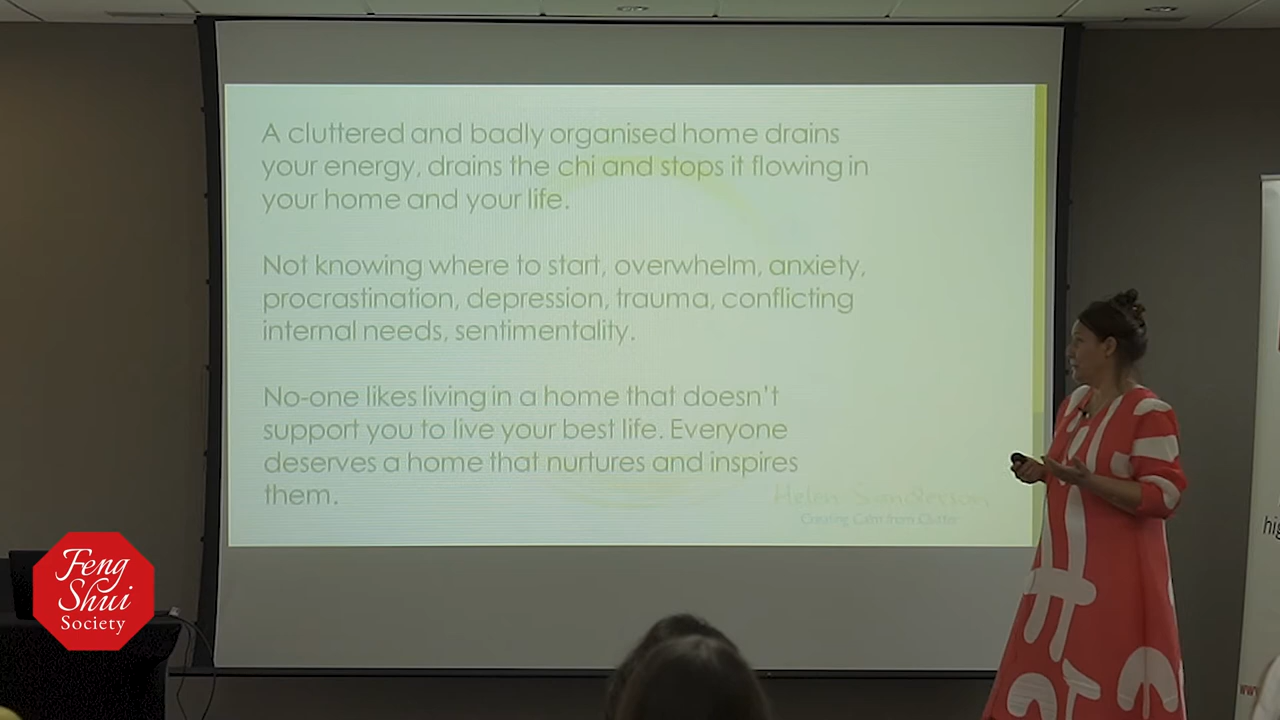 A cluttered and badly organised home drains
your energy, drains the chi and stops it flowing in
your home and your life.
Not knowing where to start, overwhelm, anxiety,
procrastination, depression, trauma, conflicting
internal needs, sentimentality.
No-one likes living in a home that doesn't
support you to live your best life. Everyone
deserves a home that nurtures and inspires
them.
Helen Sanderson
Creating Calm from Clutter
Feng
Shui
Society